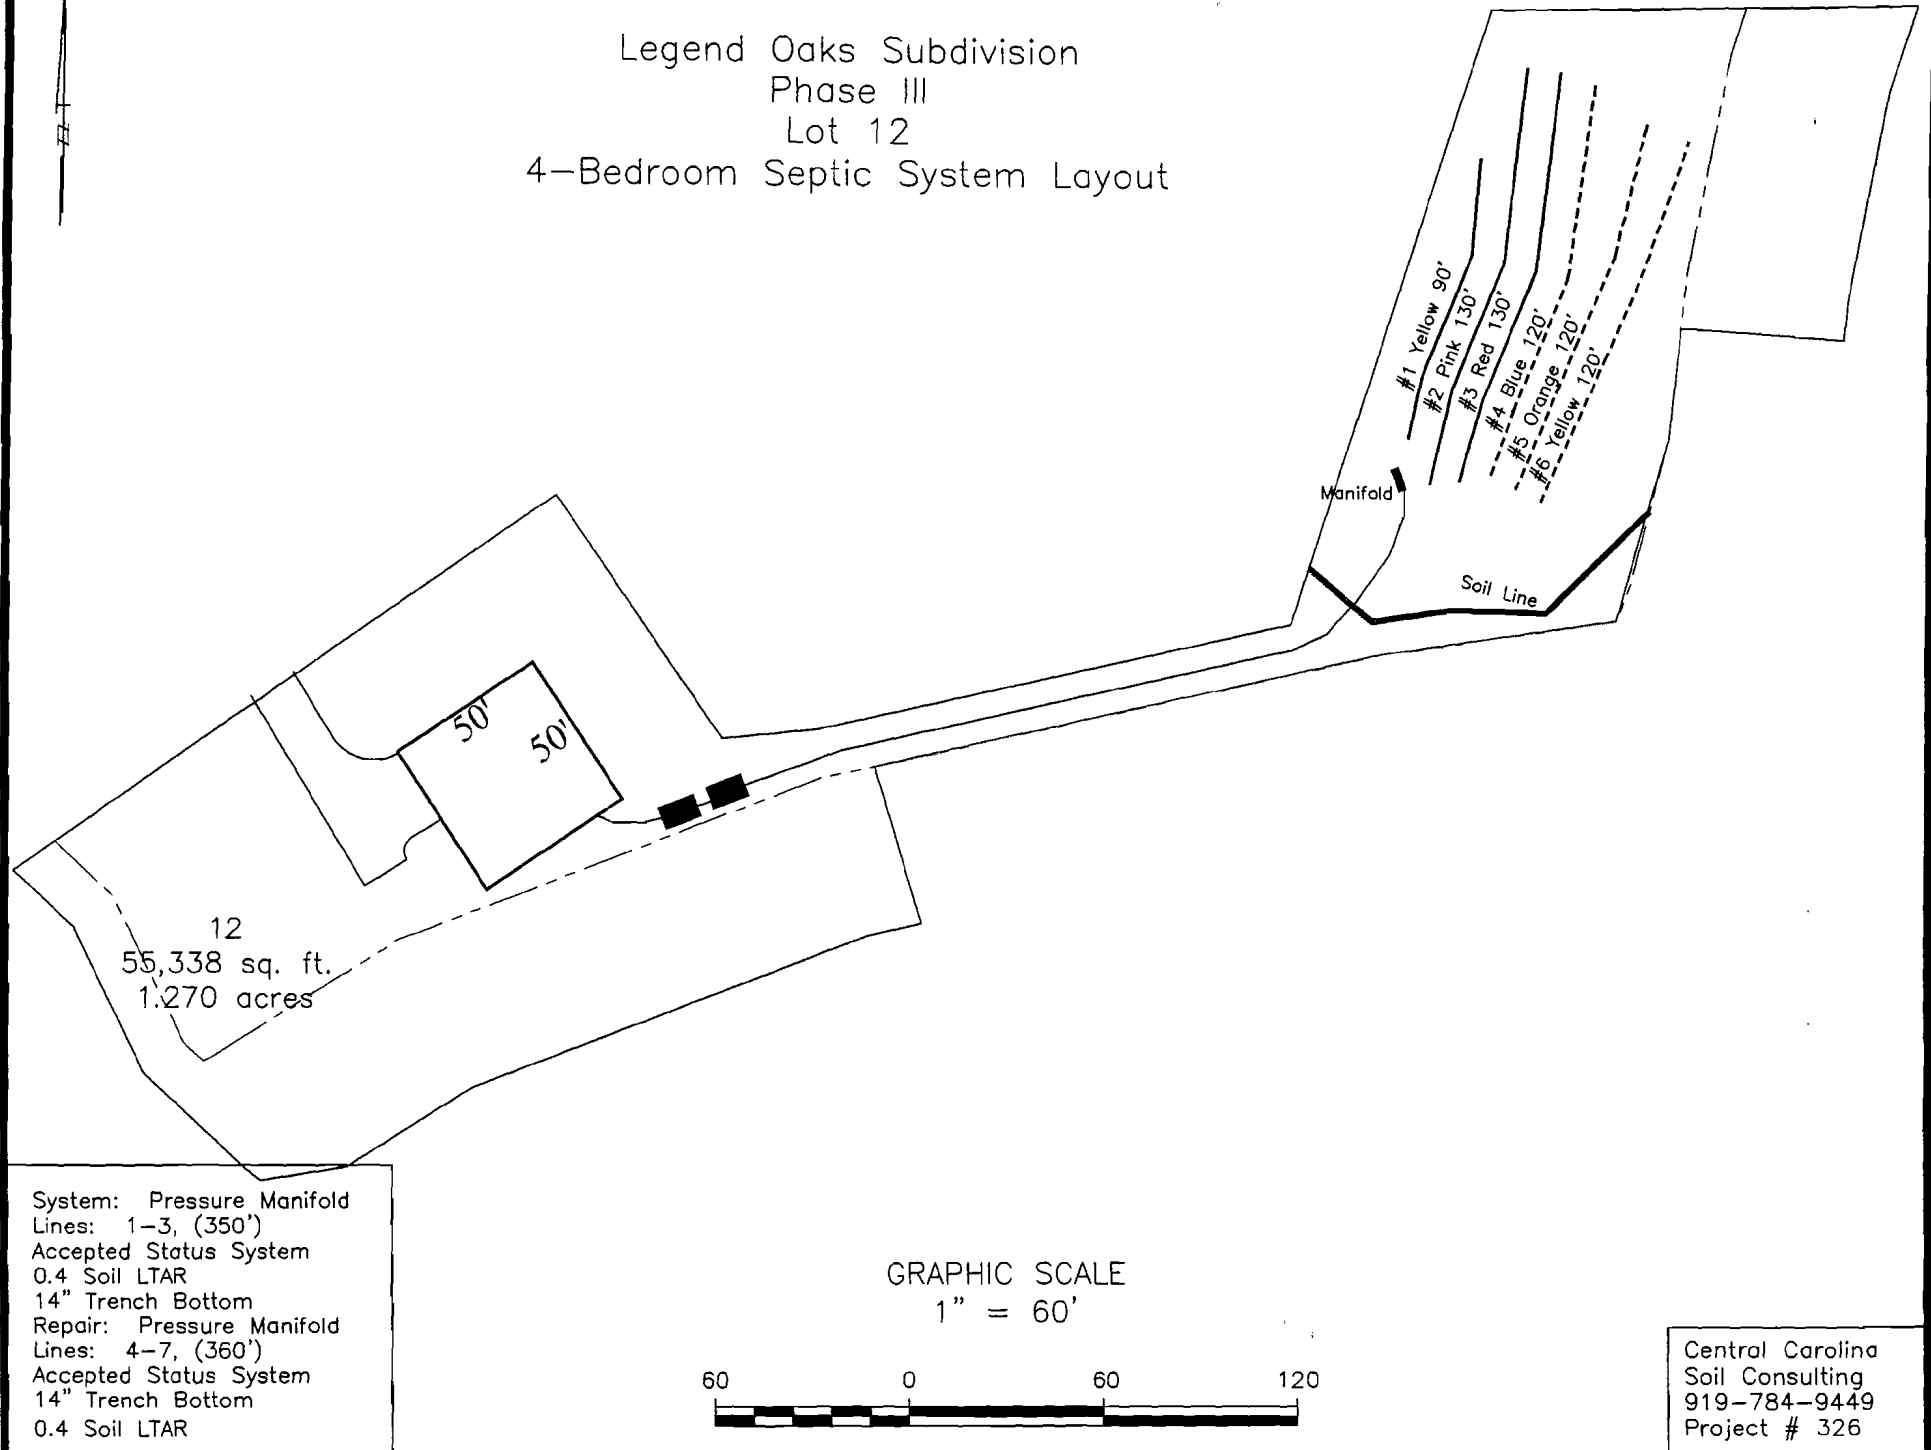 Legend Oaks Subdivision
Phase III
Lot 12
4-Bedroom Septic System Layout
#1 Yellow 90'
#2 Pink 130'
#3 Red 130'
#4 Blue 120'
#5 Orange 120'
#6 Yellow 120'
Manifold
Soil Line
50'
50'
12
55,338 sq. ft.
1.270 acres
System: Pressure Manifold
Lines: 1-3, (350')
Accepted Status System
0.4 Soil LTAR
14" Trench Bottom
Repair: Pressure Manifold
Lines: 4-7, (360')
Accepted Status System
14" Trench Bottom
0.4 Soil LTAR
GRAPHIC SCALE
1" = 60'
60 0 60 120
Central Carolina
Soil Consulting
919-784-9449
Project # 326